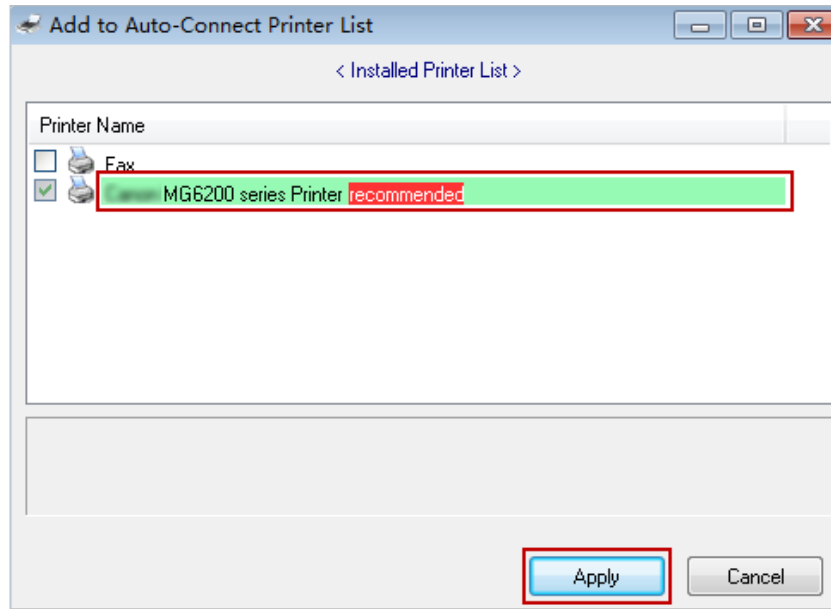 Add to Auto-Connect Printer List
< Installed Printer List >
Printer Name
Fax
MG6200 series Printer recommended
Apply
Cancel